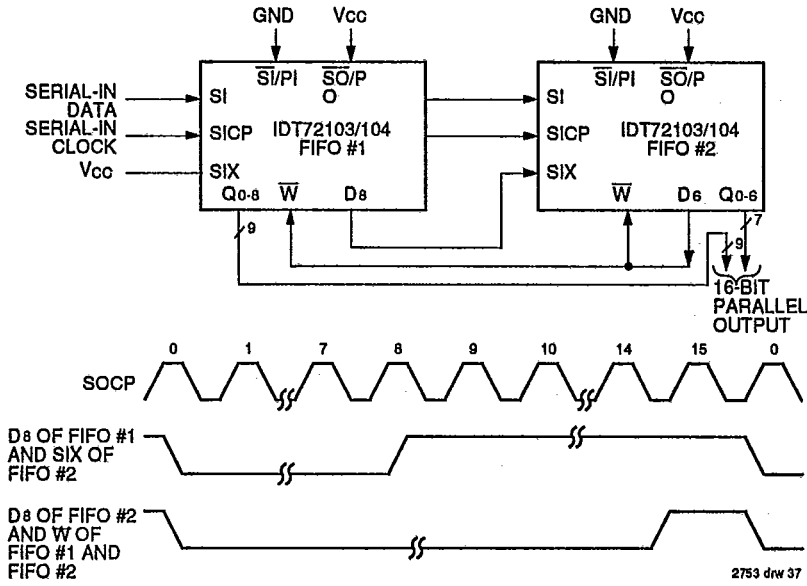 GND Vcc GND Vcc
SI/PI SO/P
O
SI/PI SO/P
O
SERIAL-IN
DATA
SERIAL-IN
CLOCK
Vcc
SI
SICP
SIX
IDT72103/104
FIFO #1
Q0-8 W D8
SI
SICP
SIX
IDT72103/104
FIFO #2
W D6 Q0-6
9
7
9
16-BIT
PARALLEL
OUTPUT
0 1 7 8 9 10 14 15 0
SOCP
D8 OF FIFO #1
AND SIX OF
FIFO #2
D8 OF FIFO #2
AND W OF
FIFO #1 AND
FIFO #2
2753 drw 37